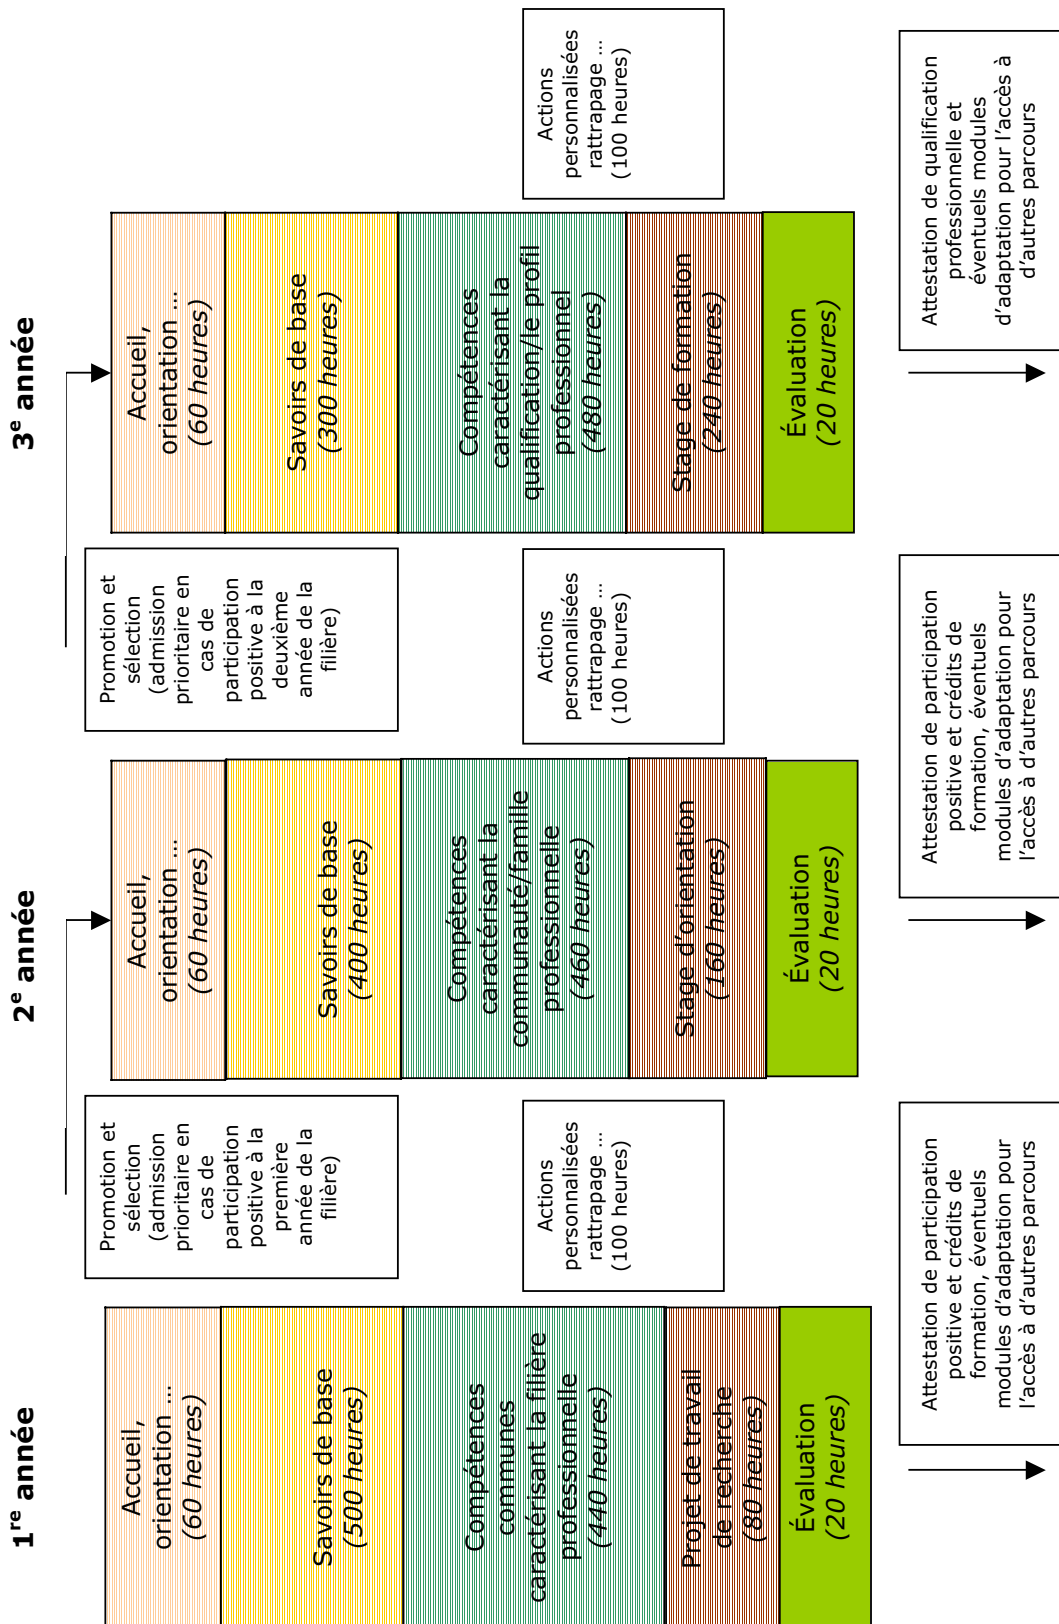 1re année
Accueil,
orientation ...
(60 heures)
Savoirs de base
(500 heures)
Compétences
communes
caractérisant la filière
professionnelle
(440 heures)
Projet de travail
de recherche
(80 heures)
Évaluation
(20 heures)
Promotion et
sélection
(admission
prioritaire en
cas de
participation
positive à la
première
année de la
filière)
Actions
personnalisées
rattrapage ...
(100 heures)
Attestation de participation
positive et crédits de
formation, éventuels
modules d'adaptation pour
l'accès à d'autres parcours
2e année
Accueil,
orientation ...
(60 heures)
Savoirs de base
(400 heures)
Compétences
caractérisant la
communauté/famille
professionnelle
(460 heures)
Stage d'orientation
(160 heures)
Évaluation
(20 heures)
Promotion et
sélection
(admission
prioritaire en
cas de
participation
positive à la
deuxième
année de la
filière)
Actions
personnalisées
rattrapage ...
(100 heures)
Attestation de participation
positive et crédits de
formation, éventuels
modules d'adaptation pour
l'accès à d'autres parcours
3e année
Accueil,
orientation ...
(60 heures)
Savoirs de base
(300 heures)
Compétences
caractérisant la
qualification/le profil
professionnel
(480 heures)
Stage de formation
(240 heures)
Évaluation
(20 heures)
Actions
personnalisées
rattrapage ...
(100 heures)
Attestation de qualification
professionnelle et
éventuels modules
d'adaptation pour l'accès à
d'autres parcours